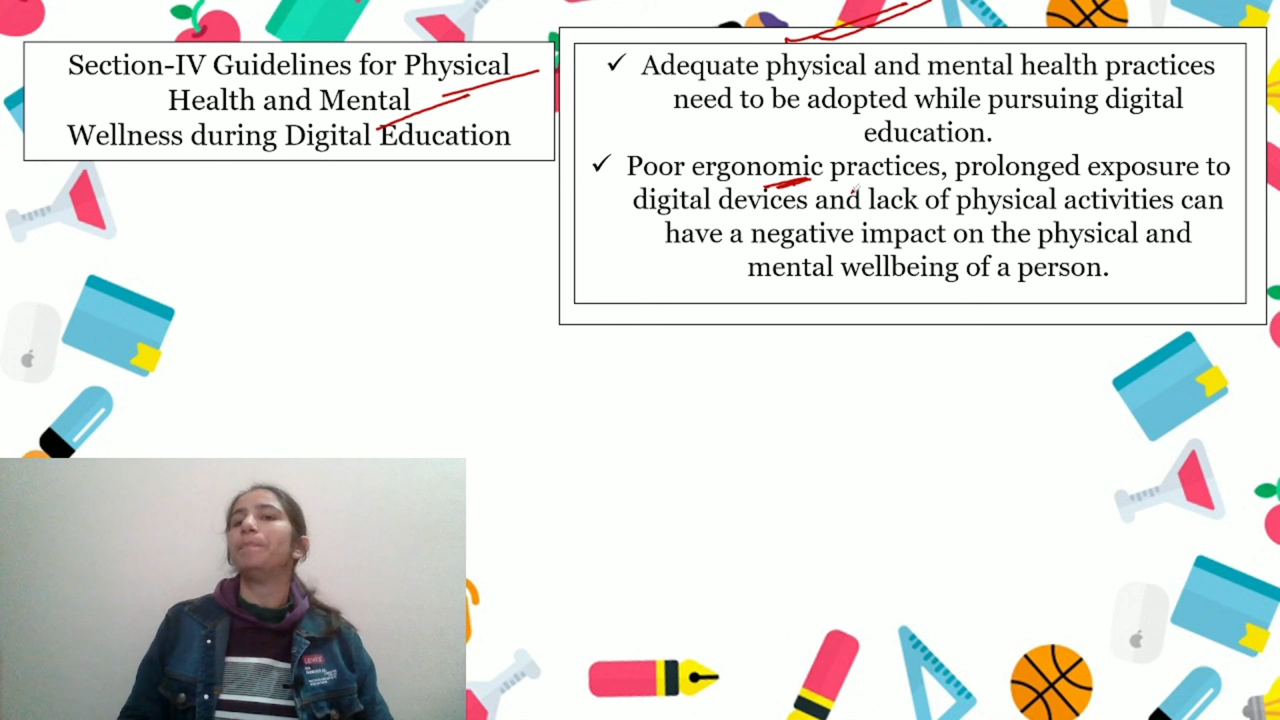 Section-IV Guidelines for Physical
Health and Mental
Wellness during Digital Education
✓ Adequate physical and mental health practices
need to be adopted while pursuing digital
education.
✓ Poor ergonomic practices, prolonged exposure to
digital devices and lack of physical activities can
have a negative impact on the physical and
mental wellbeing of a person.
Levi's